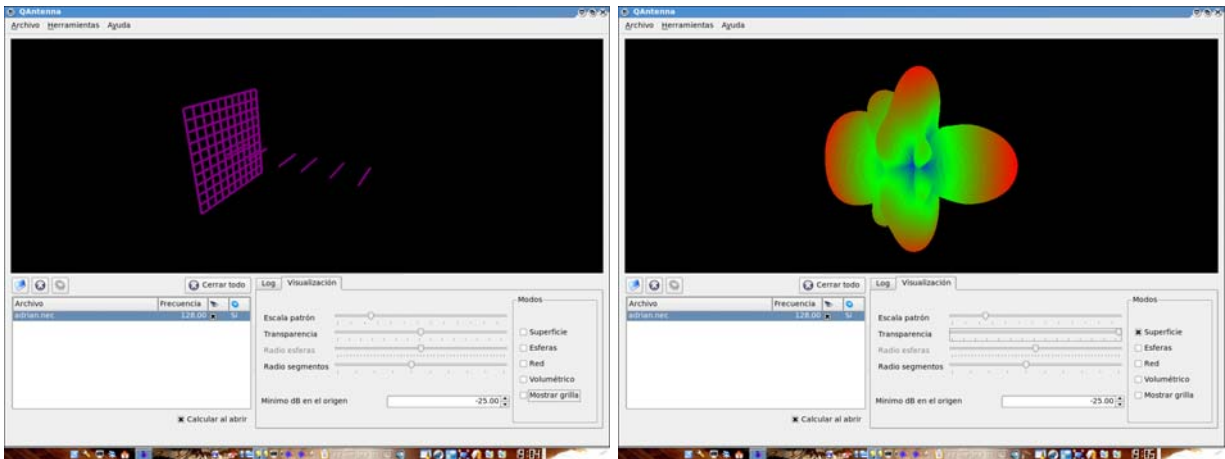 QAntenna
Archivo Herramientas Ayuda
Cerrar todo
Archivo Frecuencia
adrian.nec 128.00 Si
Calcular al abrir
Log Visualización
Escala patrón
Transparencia
Radio esferas
Radio segmentos
Mínimo dB en el origen -25.00
Modos
Superficie
Esferas
Red
Volumétrico
Mostrar grilla
9:04
QAntenna
Archivo Herramientas Ayuda
Cerrar todo
Archivo Frecuencia
adrian.nec 128.00 Si
Calcular al abrir
Log Visualización
Escala patrón
Transparencia
Radio esferas
Radio segmentos
Mínimo dB en el origen -25.00
Modos
Superficie
Esferas
Red
Volumétrico
Mostrar grilla
9:05